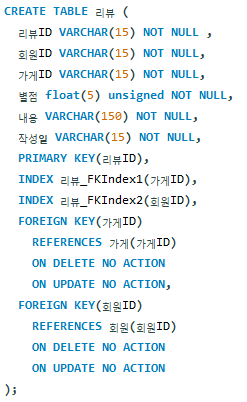 CREATE TABLE 리뷰 (
리뷰ID VARCHAR(15) NOT NULL ,
회원ID VARCHAR(15) NOT NULL,
가게ID VARCHAR(15) NOT NULL,
별점 float(5) unsigned NOT NULL,
내용 VARCHAR(150) NOT NULL,
작성일 VARCHAR(15) NOT NULL,
PRIMARY KEY(리뷰ID),
INDEX 리뷰_FKIndex1(가게ID),
INDEX 리뷰_FKIndex2(회원ID),
FOREIGN KEY(가게ID)
REFERENCES 가게(가게ID)
ON DELETE NO ACTION
ON UPDATE NO ACTION,
FOREIGN KEY(회원ID)
REFERENCES 회원(회원ID)
ON DELETE NO ACTION
ON UPDATE NO ACTION
);